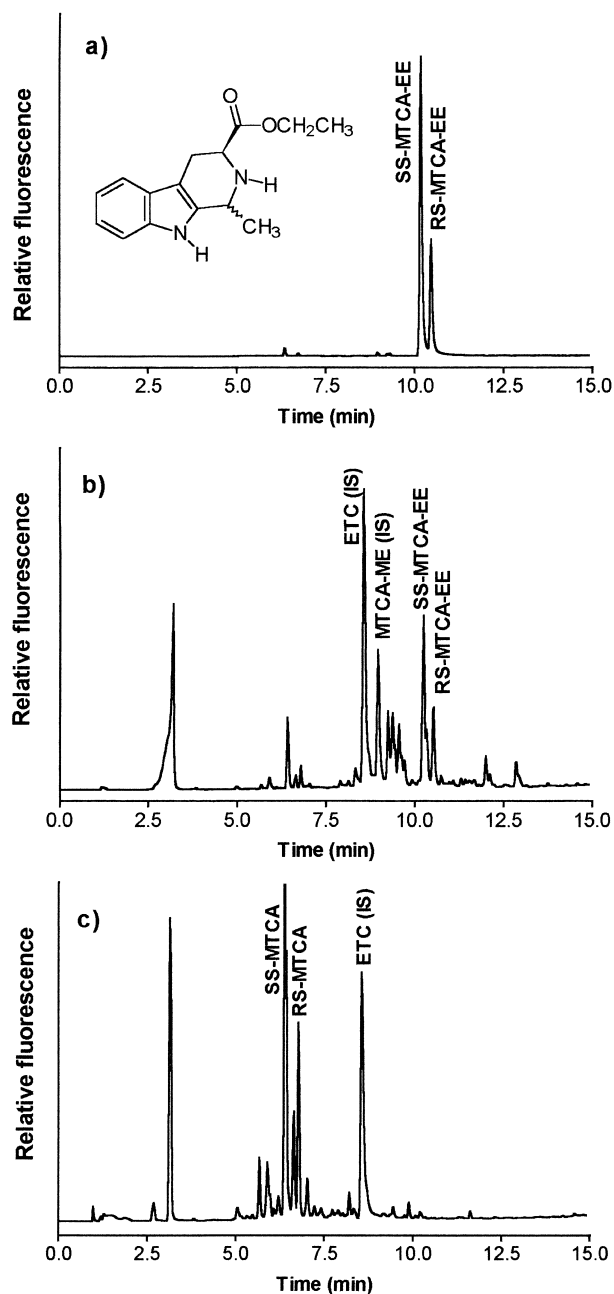 a)
Relative fluorescence
O
OCH₂CH₃
N-H
N
H
CH₃
SS-MTCA-EE
RS-MTCA-EE
0.0 2.5 5.0 7.5 10.0 12.5 15.0
Time (min)
b)
Relative fluorescence
ETC (IS)
MTCA-ME (IS)
SS-MTCA-EE
RS-MTCA-EE
0.0 2.5 5.0 7.5 10.0 12.5 15.0
Time (min)
c)
Relative fluorescence
SS-MTCA
RS-MTCA
ETC (IS)
0.0 2.5 5.0 7.5 10.0 12.5 15.0
Time (min)